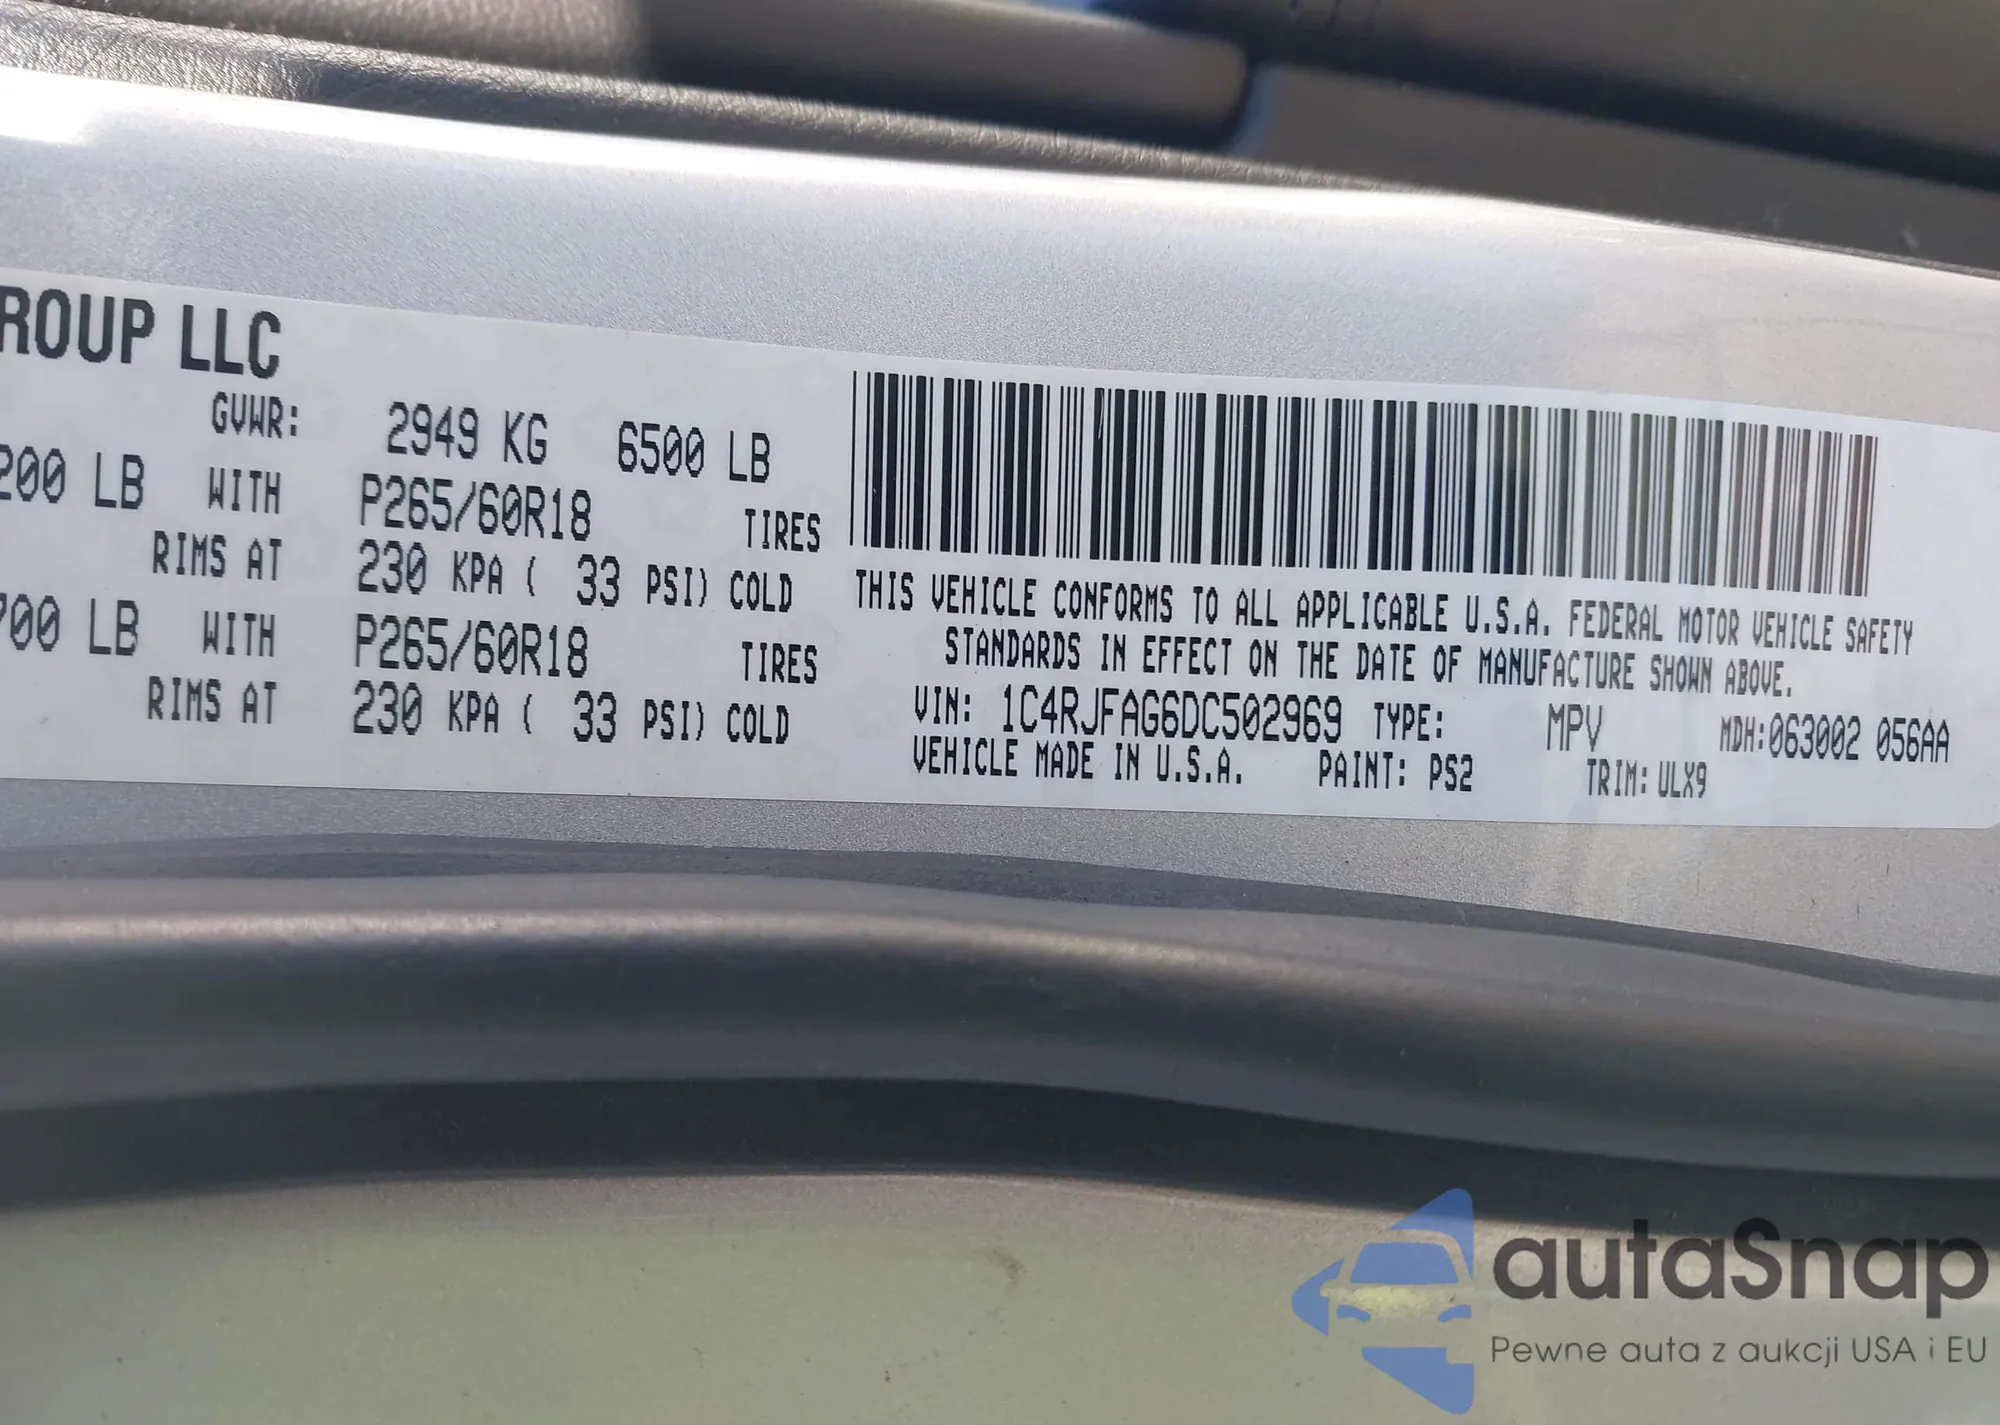 ROUP LLC
GVWR: 2949 KG 6500 LB
200 LB WITH P265/60R18 TIRES
RIMS AT 230 KPA ( 33 PSI) COLD
700 LB WITH P265/60R18 TIRES
RIMS AT 230 KPA ( 33 PSI) COLD
THIS VEHICLE CONFORMS TO ALL APPLICABLE U.S.A. FEDERAL MOTOR VEHICLE SAFETY
STANDARDS IN EFFECT ON THE DATE OF MANUFACTURE SHOWN ABOVE.
VIN: 1C4RJFAG6DC502969 TYPE: MPV MDH:063002 056AA
VEHICLE MADE IN U.S.A. PAINT: PS2 TRIM: ULX9
autaSnap
Pewne auta z aukcji USA i EU